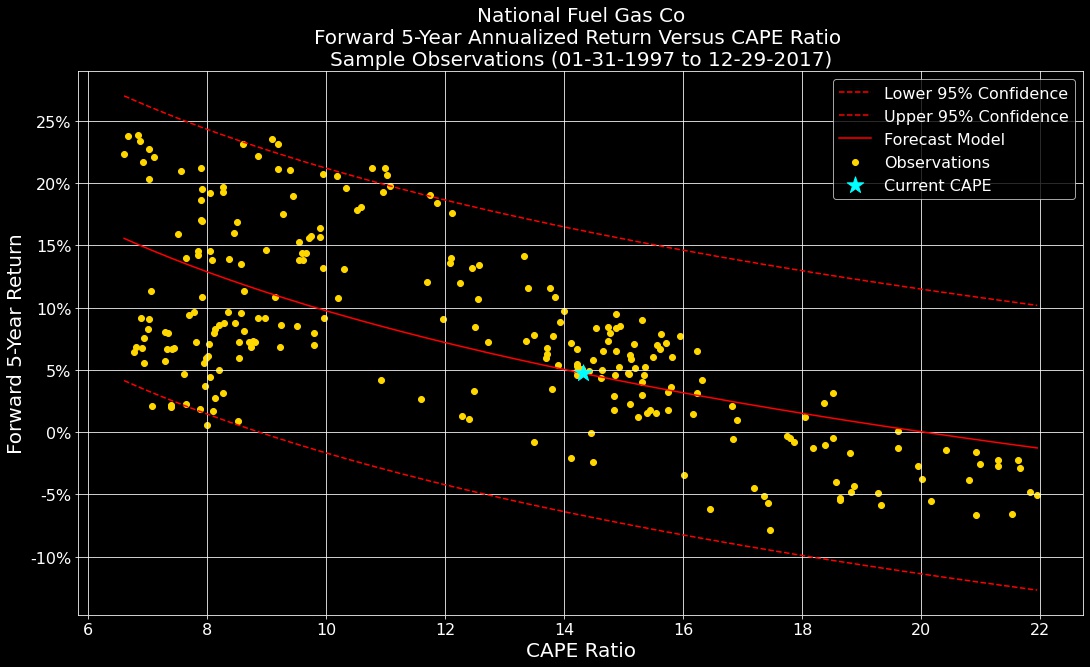 National Fuel Gas Co
Forward 5-Year Annualized Return Versus CAPE Ratio
Sample Observations (01-31-1997 to 12-29-2017)
Lower 95% Confidence
Upper 95% Confidence
Forecast Model
Observations
Current CAPE
Forward 5-Year Return
25%
20%
15%
10%
5%
0%
-5%
-10%
6 8 10 12 14 16 18 20 22
CAPE Ratio